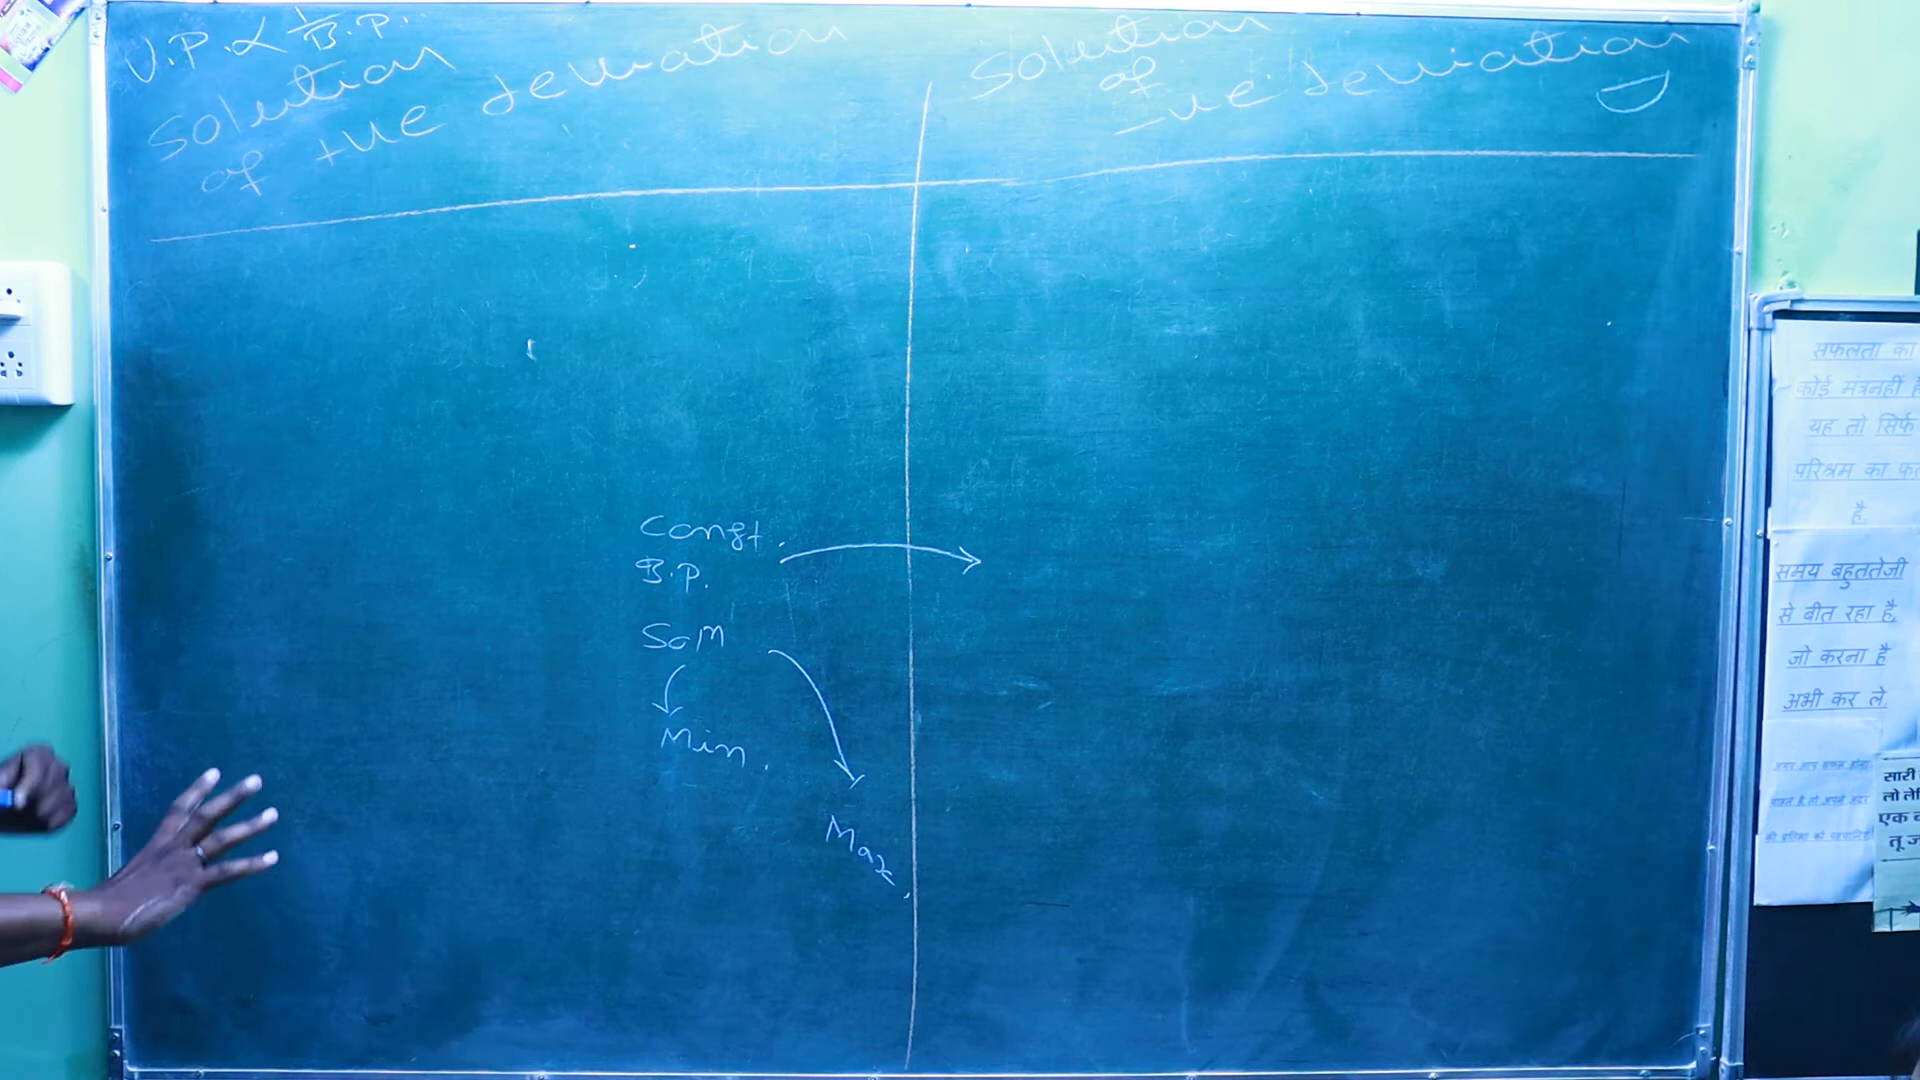 V.P. ∝ 1/B.P.
Solution
of +ve deviation
Solution
of
-ve deviation
Const.
B.P.
Soln
Min.
Max.
सफलता का
कोई मंत्र नहीं है
यह तो सिर्फ
परिश्रम का
है.
समय बहुत तेजी
से बीत रहा है,
जो करना है
अभी कर ले.
सारी
एक